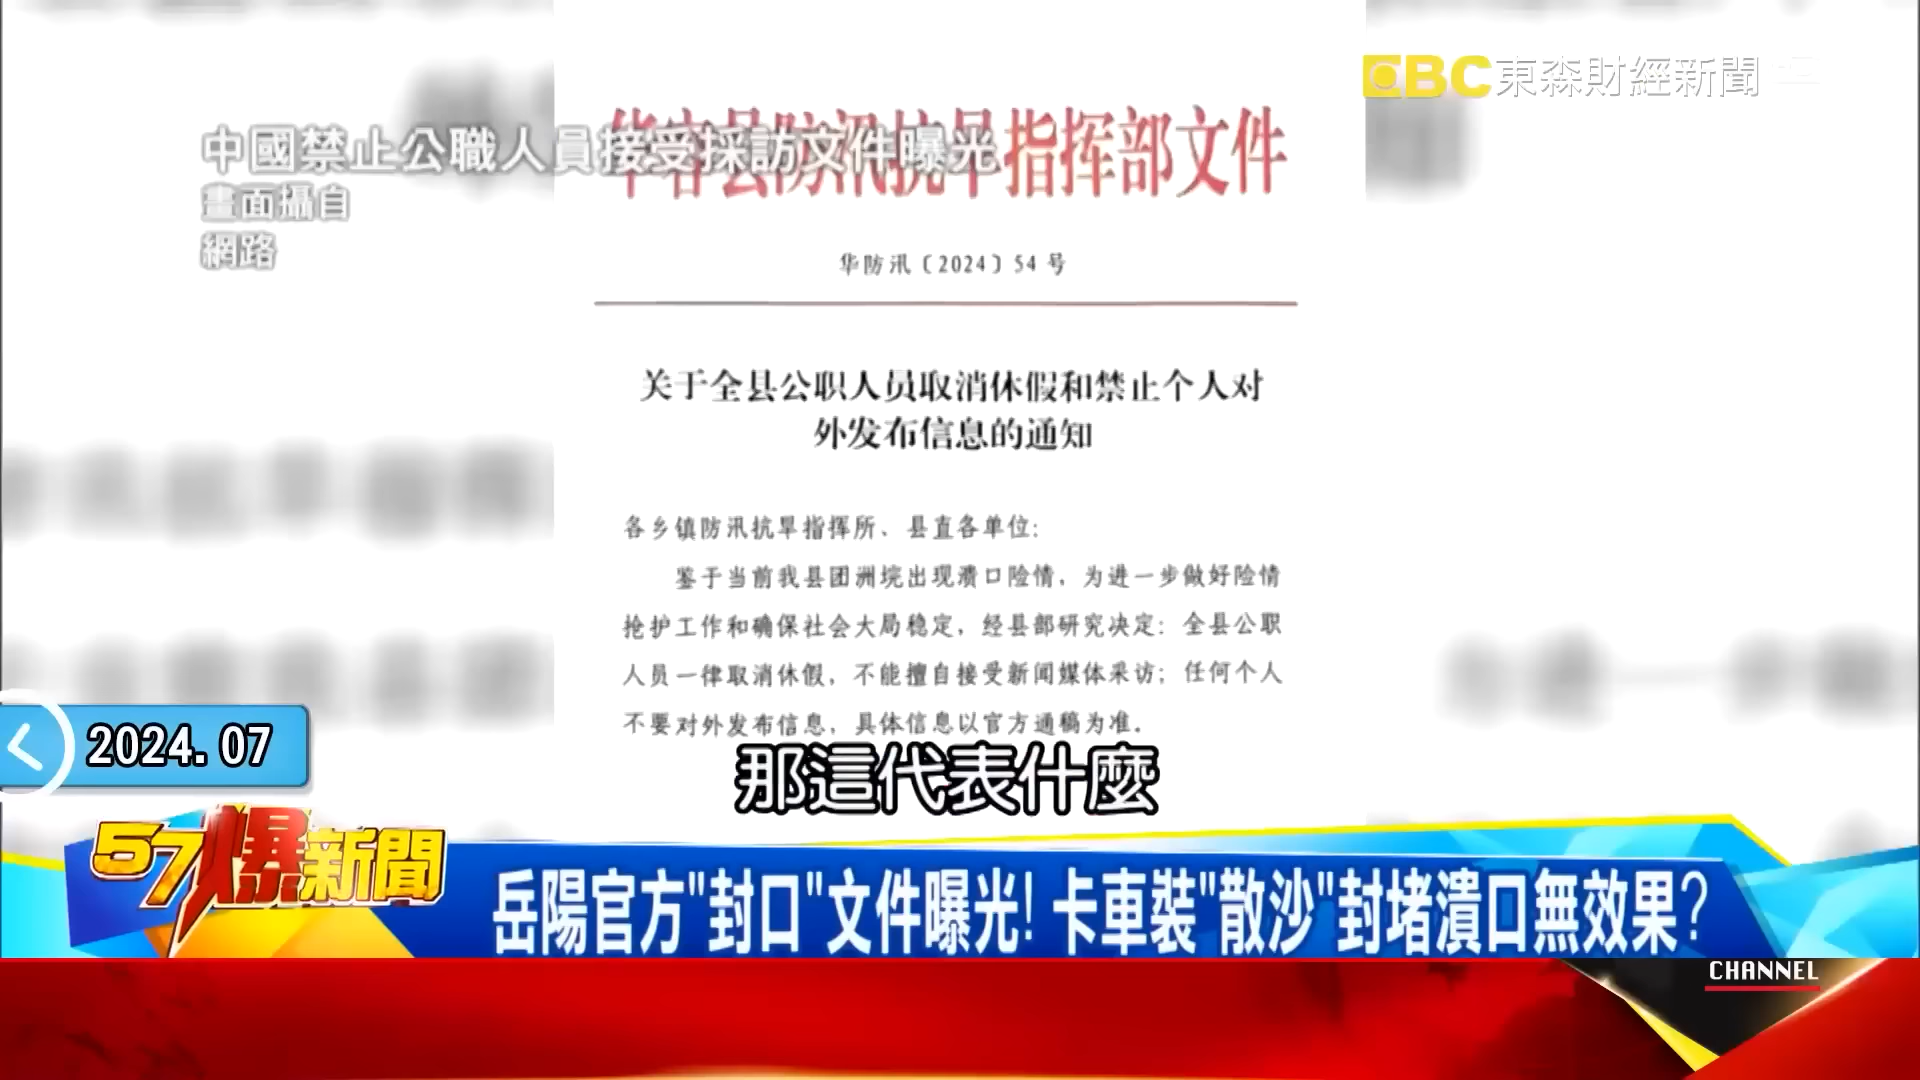 EBC東森財經新聞
中國禁止公職人員接受採訪文件曝光
畫面攝自
網路
华容县防汛抗旱指挥部文件
华防汛〔2024〕54 号
关于全县公职人员取消休假和禁止个人对
外发布信息的通知
各乡镇防汛抗旱指挥所、县直各单位:
鉴于当前我县团洲垸出现溃口险情，为进一步做好险情
抢护工作和确保社会大局稳定，经县部研究决定：全县公职
人员一律取消休假，不能擅自接受新闻媒体采访；任何个人
不要对外发布信息，具体信息以官方通稿为准。
2024.07
那這代表什麼
57爆新聞
岳陽官方"封口"文件曝光! 卡車裝"散沙"封堵潰口無效果?
CHANNEL